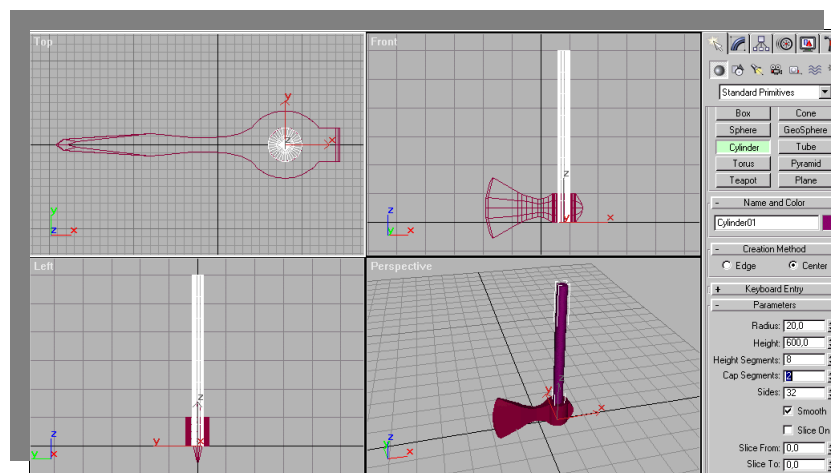 Top
y
x
z
y
z x
Front
z
y x
z
y x
Left
z
y x
z
y x
Perspective
z
y
x
z
y
x
Standard Primitives
Box Cone
Sphere GeoSphere
Cylinder Tube
Torus Pyramid
Teapot Plane
- Name and Color
Cylinder01
- Creation Method
Edge Center
+ Keyboard Entry
- Parameters
Radius: 20,0
Height: 600,0
Height Segments: 8
Cap Segments: 2
Sides: 32
Smooth
Slice On
Slice From: 0,0
Slice To: 0,0